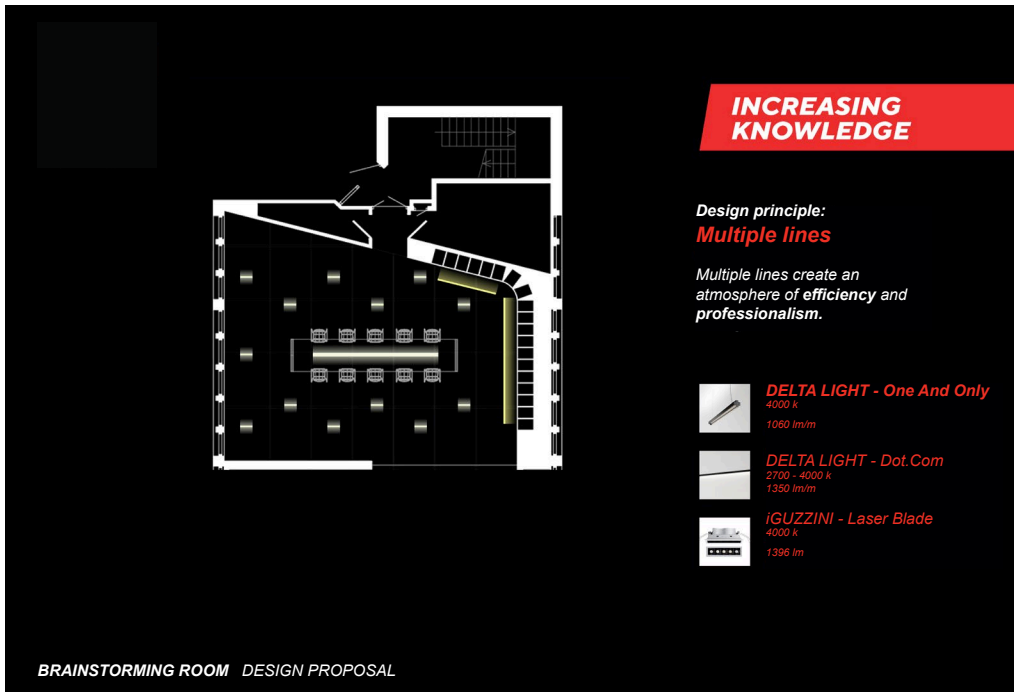 INCREASING
KNOWLEDGE
Design principle:
Multiple lines
Multiple lines create an
atmosphere of efficiency and
professionalism.
DELTA LIGHT - One And Only
4000 k
1060 lm/m
DELTA LIGHT - Dot.Com
2700 - 4000 k
1350 lm/m
iGUZZINI - Laser Blade
4000 k
1396 lm
BRAINSTORMING ROOM DESIGN PROPOSAL